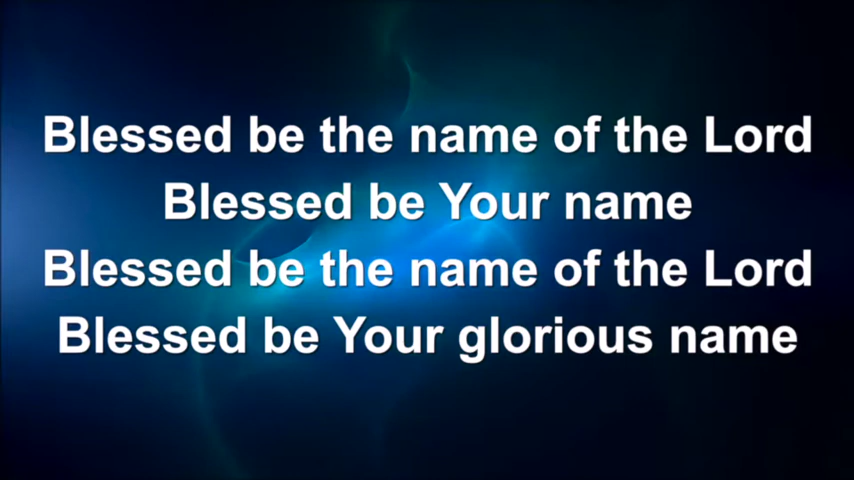 Blessed be the name of the Lord
Blessed be Your name
Blessed be the name of the Lord
Blessed be Your glorious name